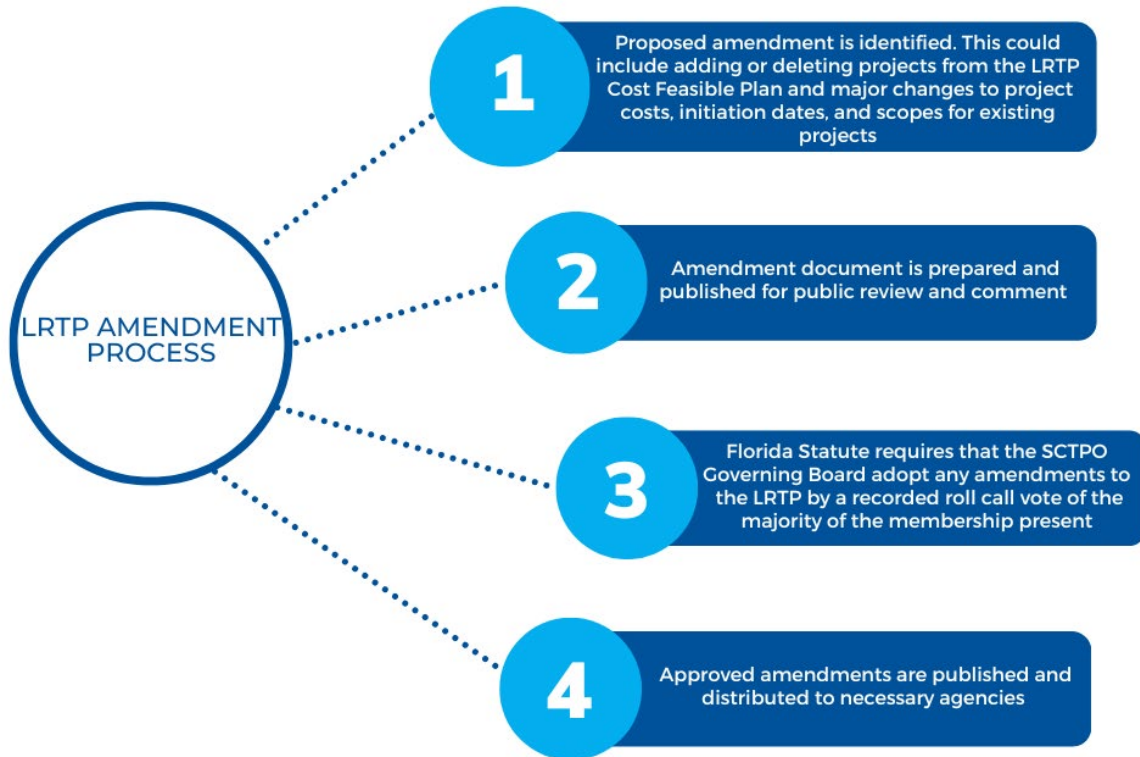 LRTP AMENDMENT
PROCESS
1
Proposed amendment is identified. This could
include adding or deleting projects from the LRTP
Cost Feasible Plan and major changes to project
costs, initiation dates, and scopes for existing
projects
2
Amendment document is prepared and
published for public review and comment
3
Florida Statute requires that the SCTPO
Governing Board adopt any amendments to
the LRTP by a recorded roll call vote of the
majority of the membership present
4
Approved amendments are published and
distributed to necessary agencies